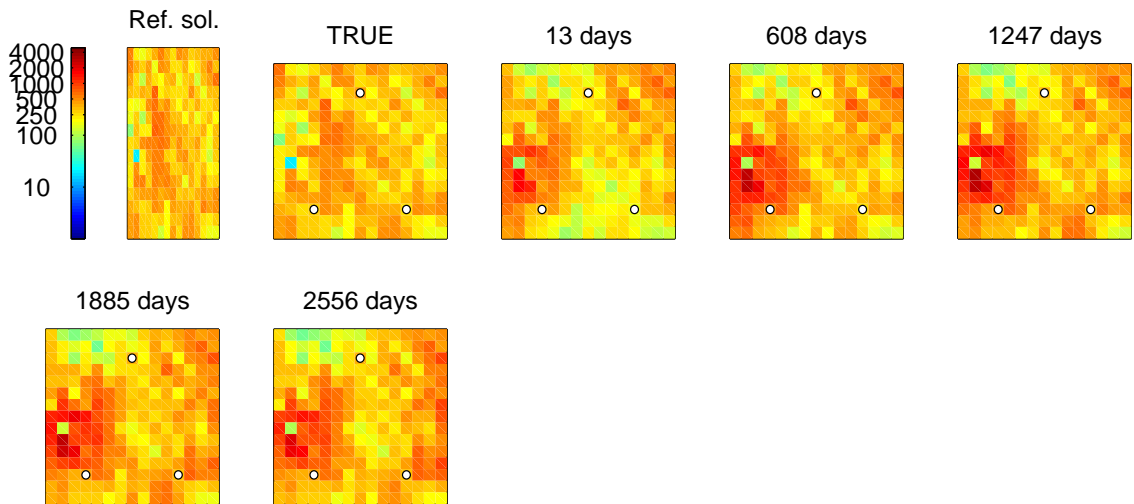 Ref. sol.
TRUE
13 days
608 days
1247 days
4000
2000
1000
500
250
100
10
1885 days
2556 days